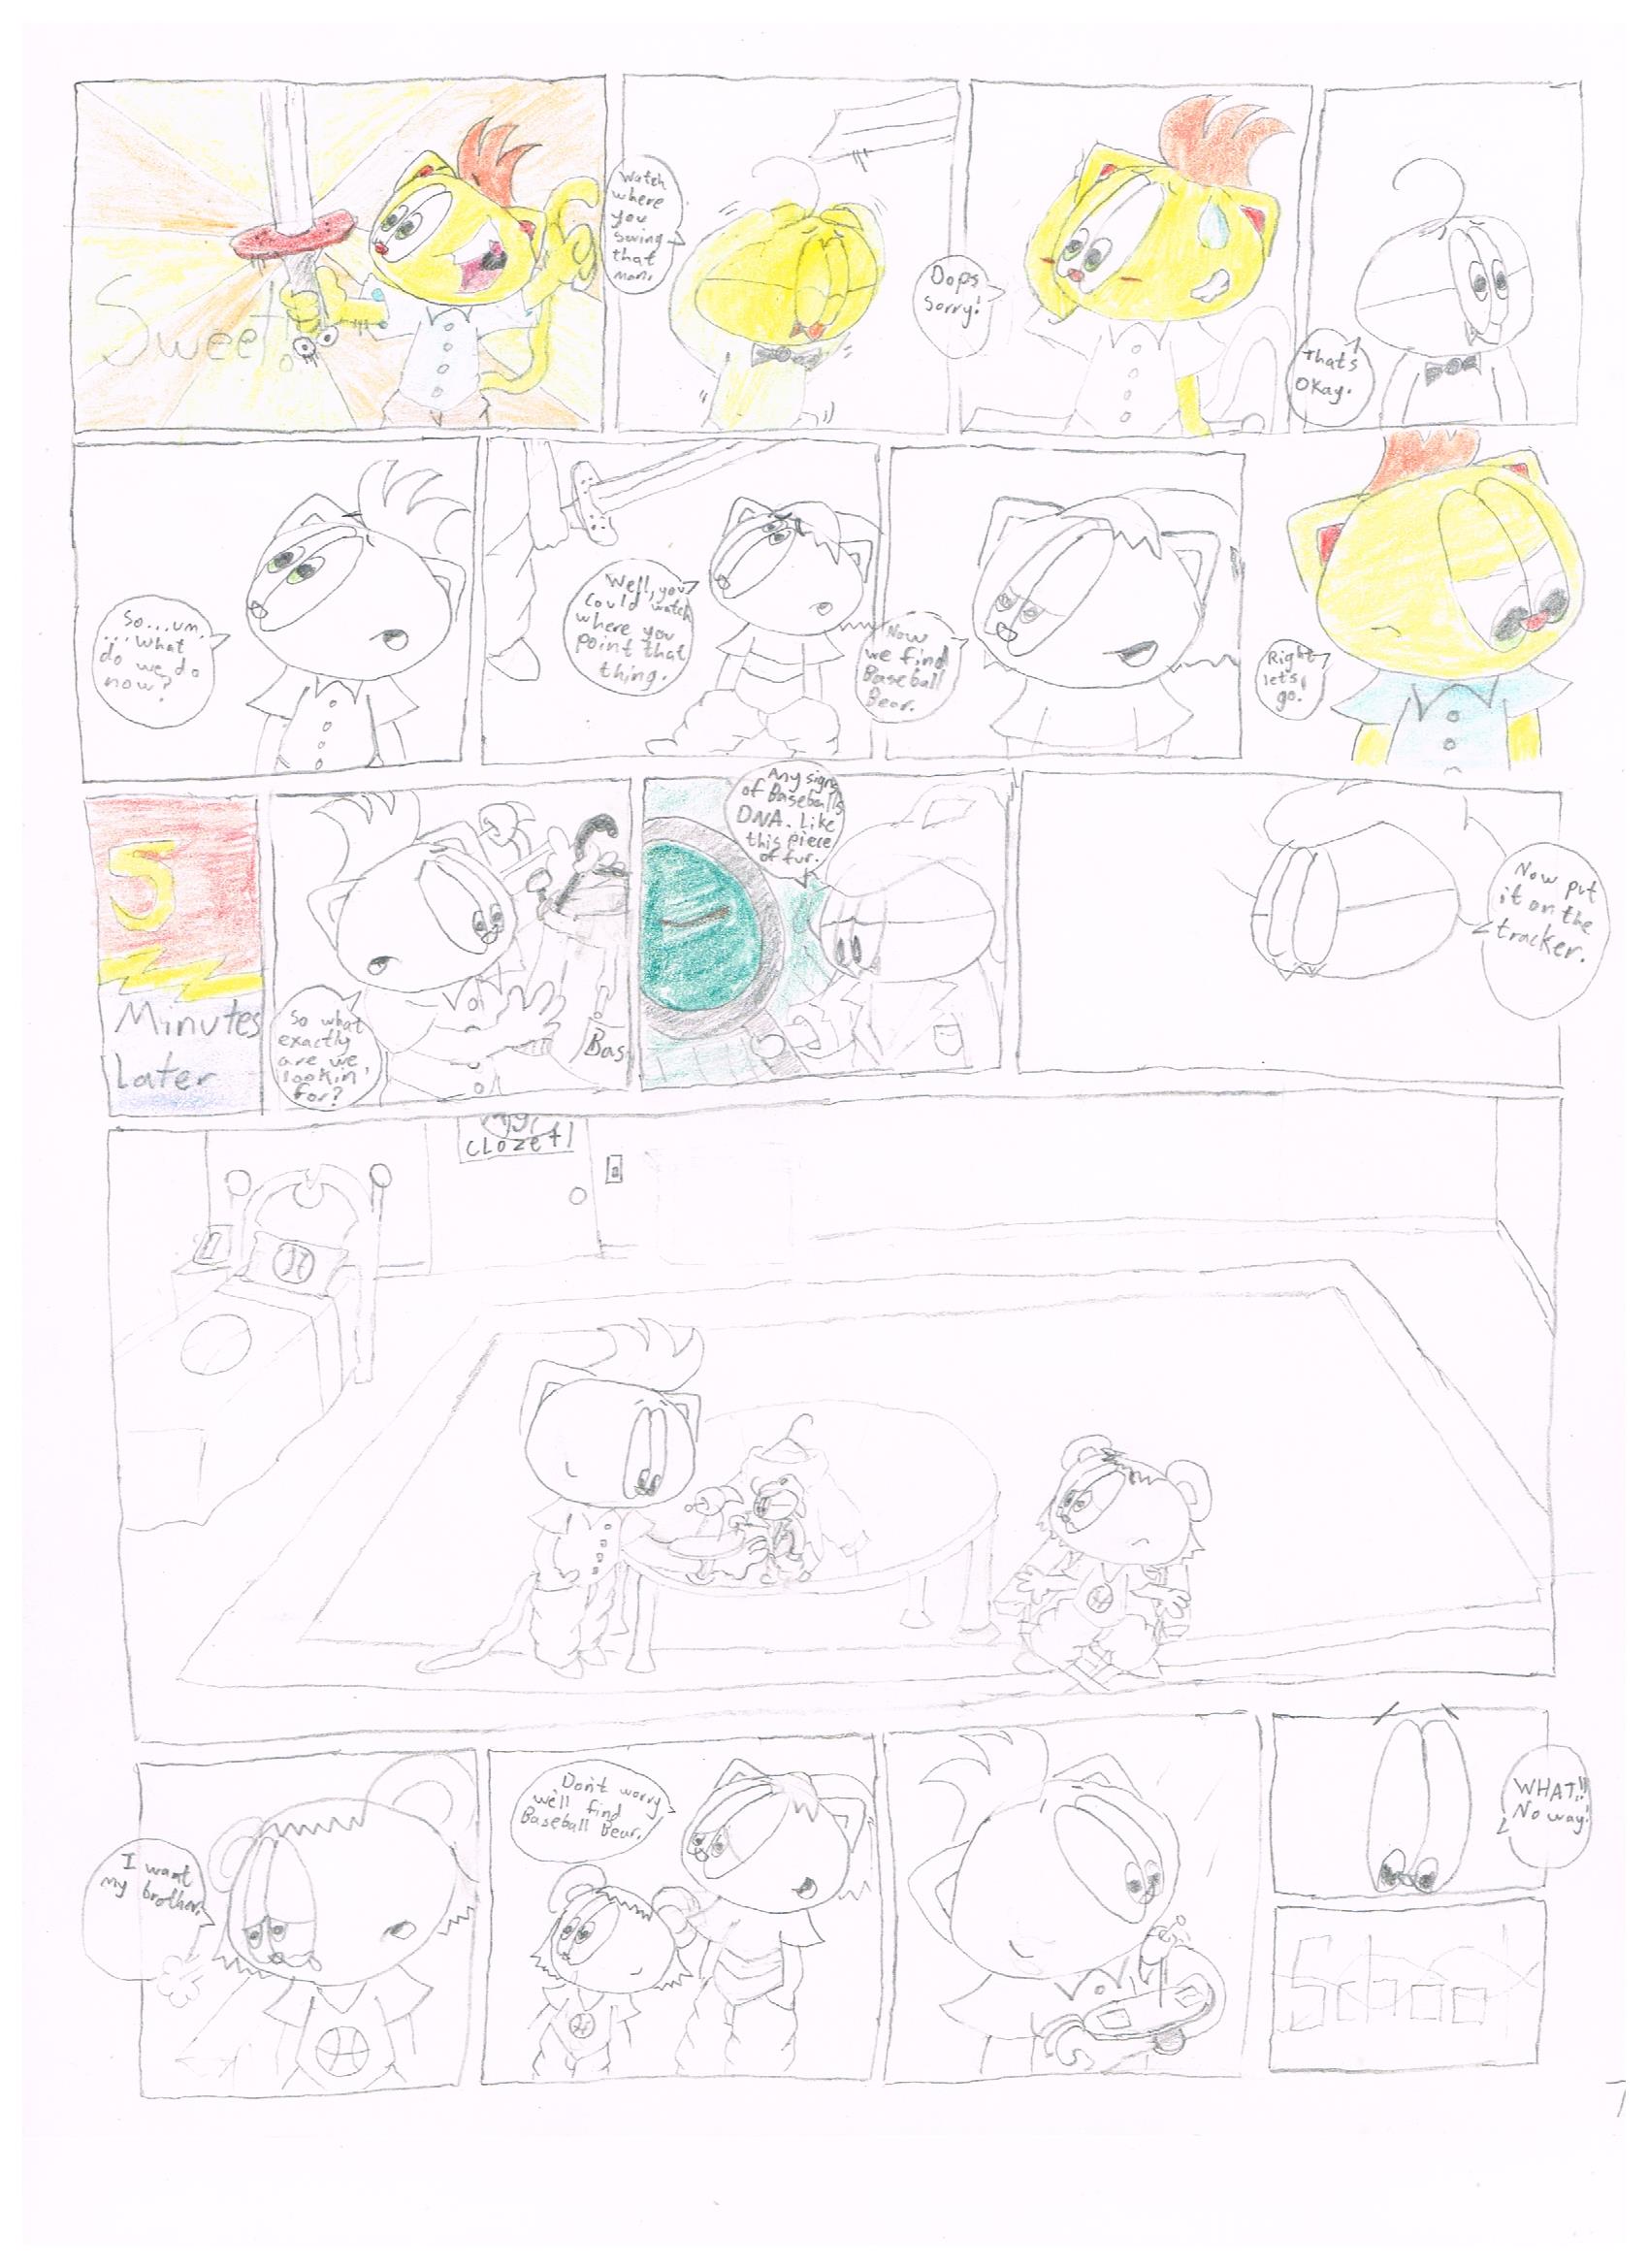 Sweet!
Watch
where
you
swing
that
man.
Oops
sorry!
Thats
Okay.
So...um
...What
do we do
now?
Well, you
could watch
where you
point that
thing.
Now
we find
Baseball
Bear.
Right
let's
go.
5
Minutes
Later
So what
exactly
are we
lookin'
for?
Bas
Any signs
of Baseballs
DNA. Like
this piece
of fur.
Now put
it on the
tracker.
CLOZET!
I want
my brother.
Don't worry
we'll find
Baseball Bear.
WHAT!!
No way!
School
7